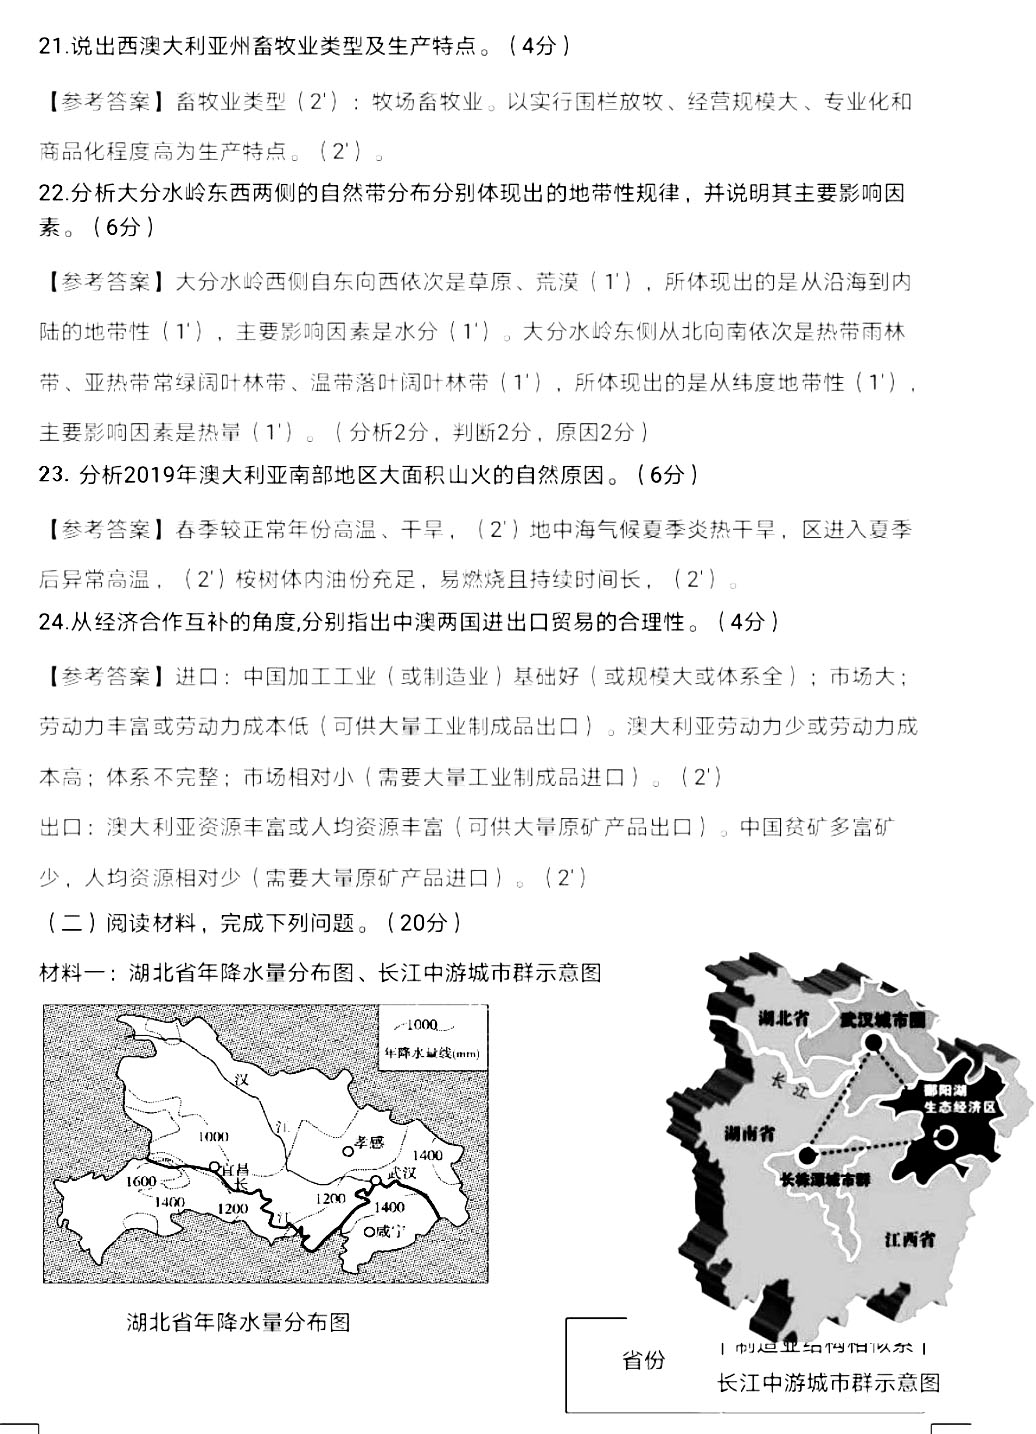 21.说出西澳大利亚州畜牧业类型及生产特点。（4分）
【参考答案】畜牧业类型（2'）：牧场畜牧业。以实行围栏放牧、经营规模大、专业化和
商品化程度高为生产特点。（2'）。
22.分析大分水岭东西两侧的自然带分布分别体现出的地带性规律，并说明其主要影响因
素。（6分）
【参考答案】大分水岭西侧自东向西依次是草原、荒漠（1'），所体现出的是从沿海到内
陆的地带性（1'），主要影响因素是水分（1'）。大分水岭东侧从北向南依次是热带雨林
带、亚热带常绿阔叶林带、温带落叶阔叶林带（1'），所体现出的是从纬度地带性（1'），
主要影响因素是热量（1'）。（分析2分，判断2分，原因2分）
23. 分析2019年澳大利亚南部地区大面积山火的自然原因。（6分）
【参考答案】春季较正常年份高温、干旱，（2'）地中海气候夏季炎热干旱，区进入夏季
后异常高温，（2'）桉树体内油份充足，易燃烧且持续时间长，（2'）。
24.从经济合作互补的角度,分别指出中澳两国进出口贸易的合理性。（4分）
【参考答案】进口：中国加工工业（或制造业）基础好（或规模大或体系全）；市场大；
劳动力丰富或劳动力成本低（可供大量工业制成品出口）。澳大利亚劳动力少或劳动力成
本高；体系不完整；市场相对小（需要大量工业制成品进口）。（2'）
出口：澳大利亚资源丰富或人均资源丰富（可供大量原矿产品出口）。中国贫矿多富矿
少，人均资源相对少（需要大量原矿产品进口）。（2'）
（二）阅读材料，完成下列问题。（20分）
材料一：湖北省年降水量分布图、长江中游城市群示意图
1000
年降水量线(mm)
汉
江
1000
孝感
1400
宜昌
武汉
1600
长
1400
1200
1200
1400
江
咸宁
湖北省年降水量分布图
湖北省
武汉城市圈
长江
鄱阳湖
生态经济区
湖南省
长株潭城市群
江西省
省份
制造业结构相似系
长江中游城市群示意图